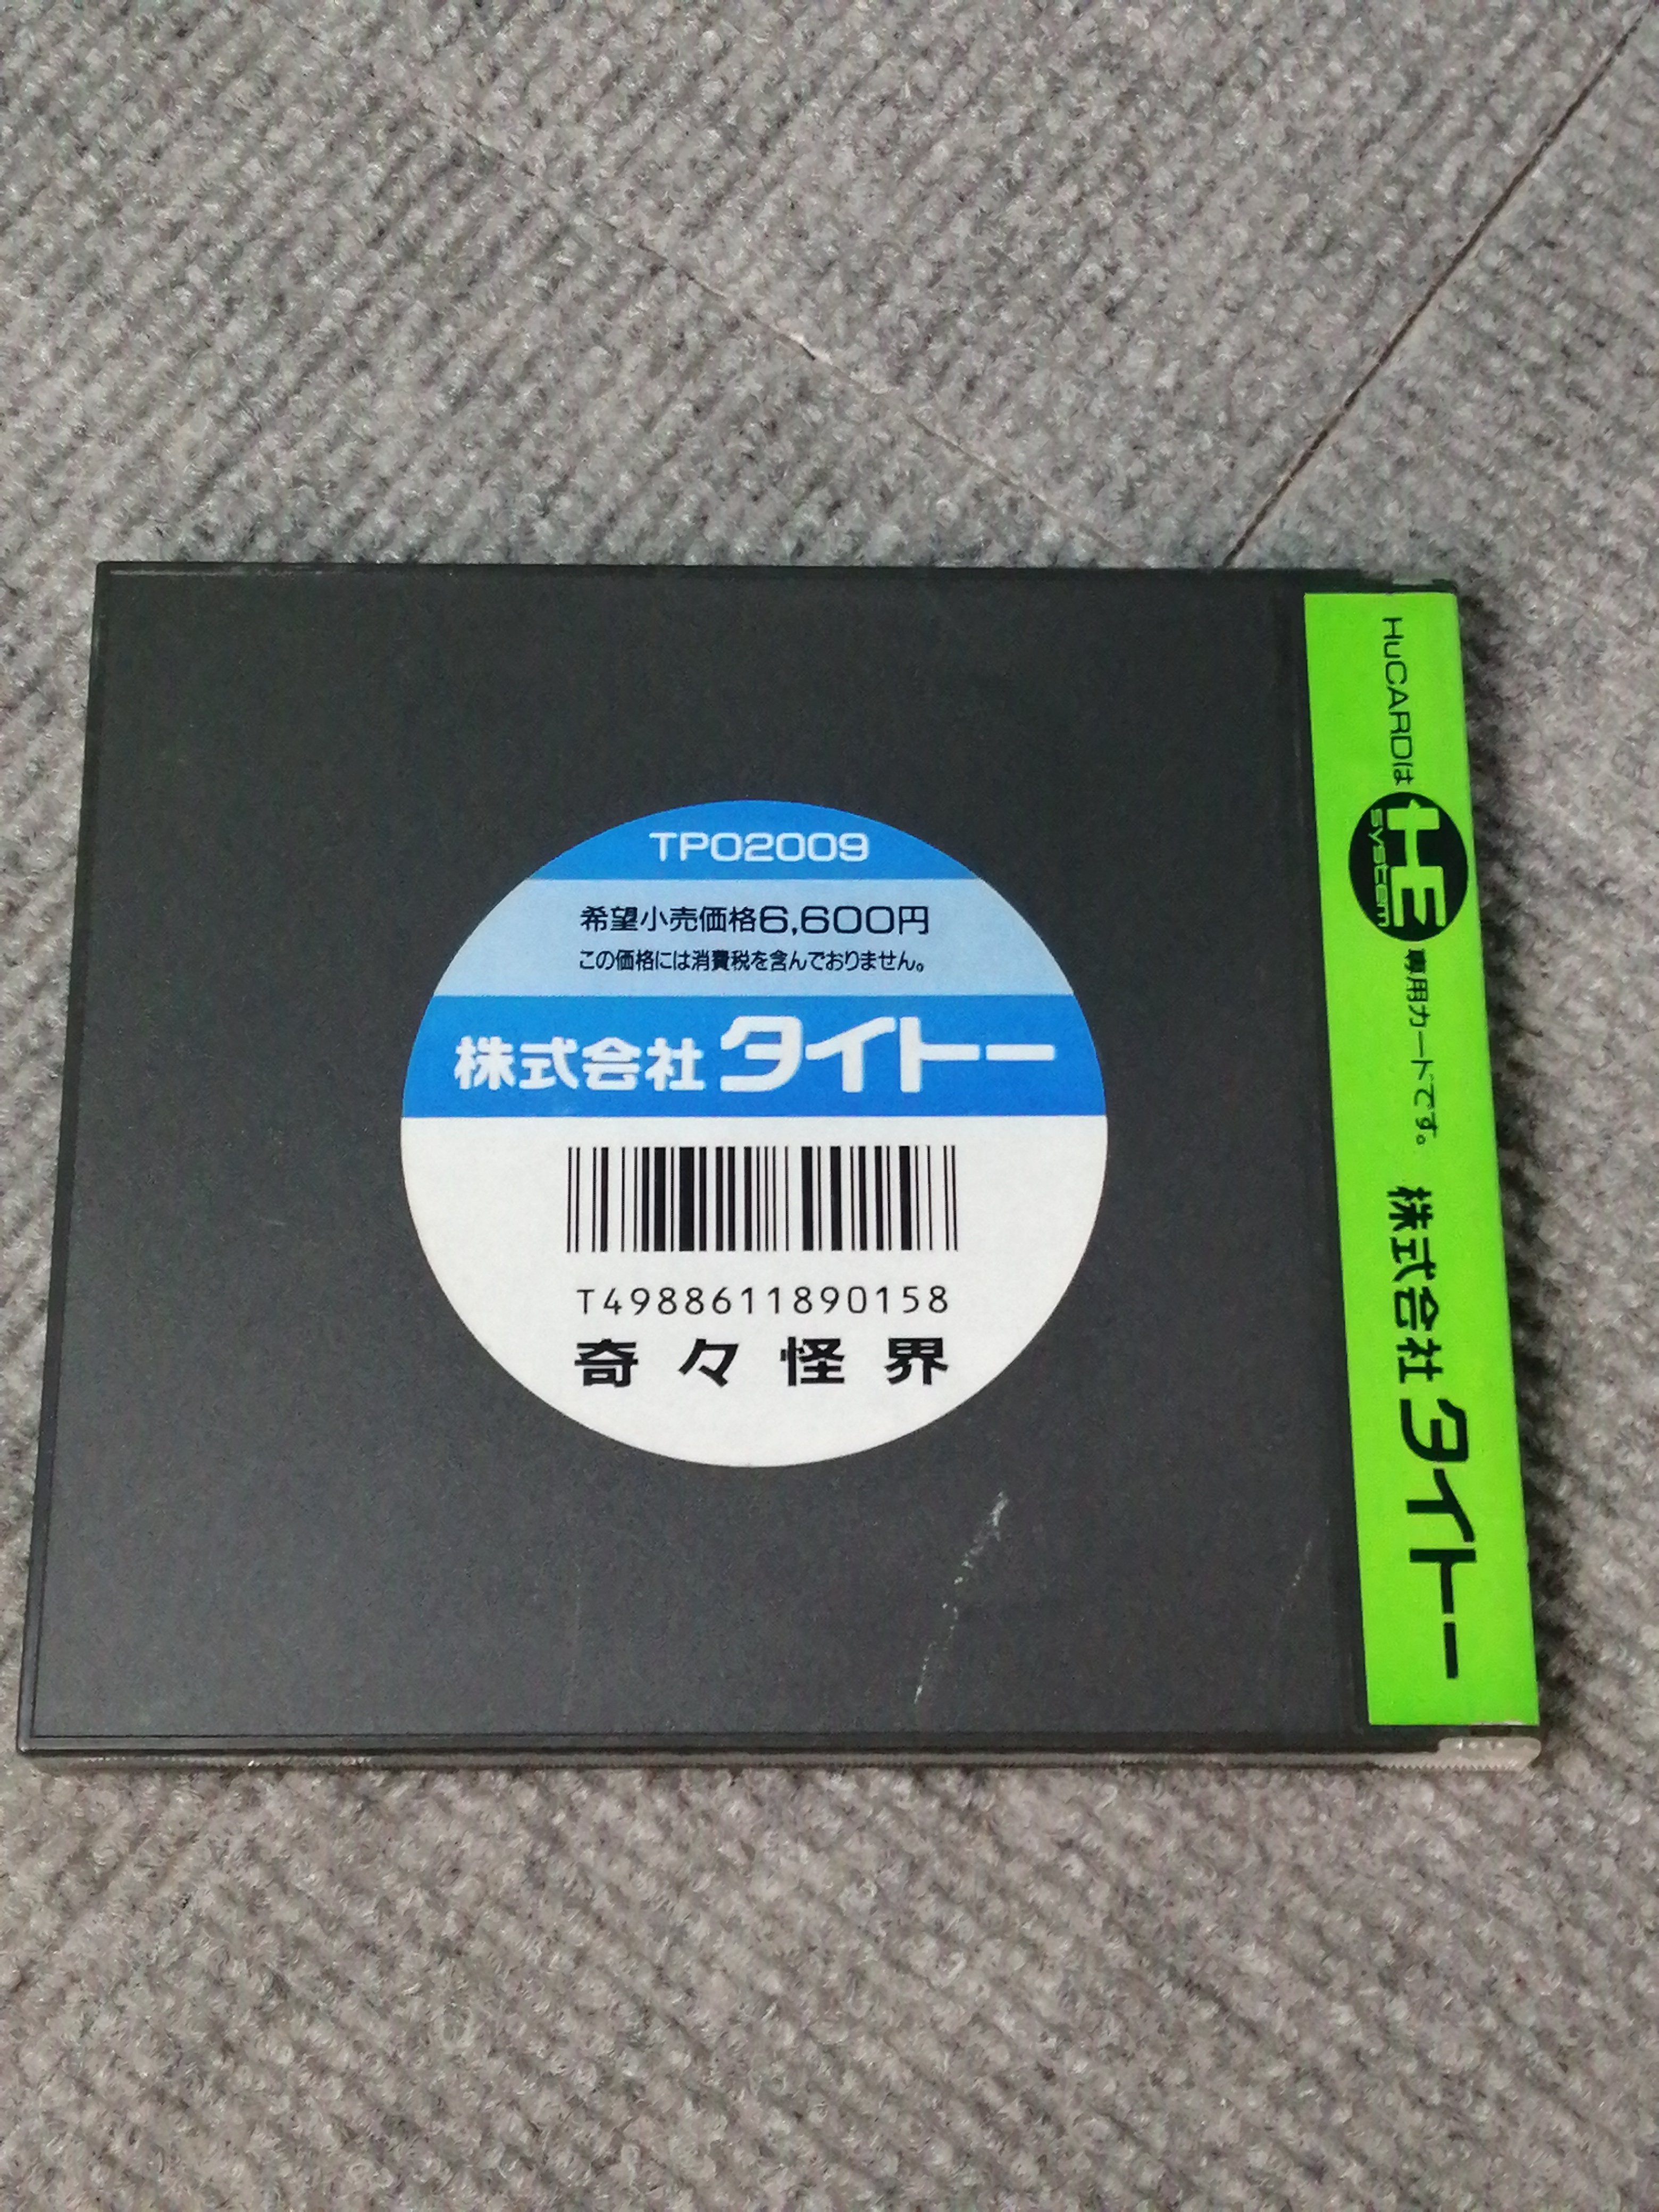 TP02009
希望小売価格6,600円
この価格には消費税を含んでおりません。
株式会社タイトー
T4988611890158
奇々怪界
HuCARDは HE system 専用カードです。 株式会社タイトー